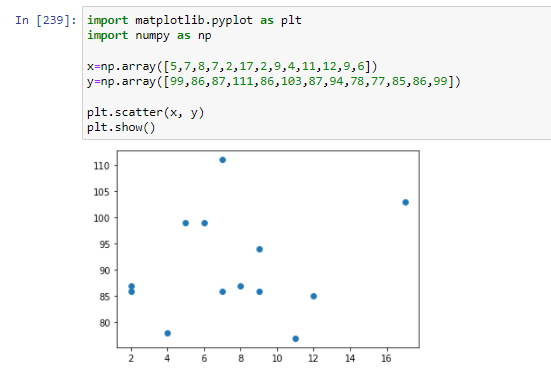 In [239]: import matplotlib.pyplot as plt
import numpy as np
x=np.array([5,7,8,7,2,17,2,9,4,11,12,9,6])
y=np.array([99,86,87,111,86,103,87,94,78,77,85,86,99])
plt.scatter(x, y)
plt.show()
110
105
100
95
90
85
80
2 4 6 8 10 12 14 16